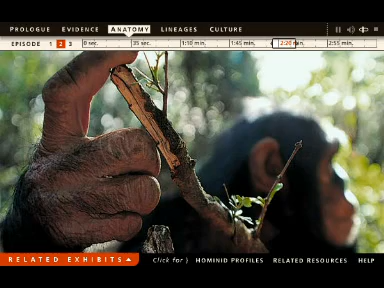 PROLOGUE EVIDENCE ANATOMY LINEAGES CULTURE
EPISODE 1 2 3 0 sec. 35 sec. 1:10 min. 1:45 min. 2:20 min. 2:55 min.
RELATED EXHIBITS Click for ) HOMINID PROFILES RELATED RESOURCES HELP